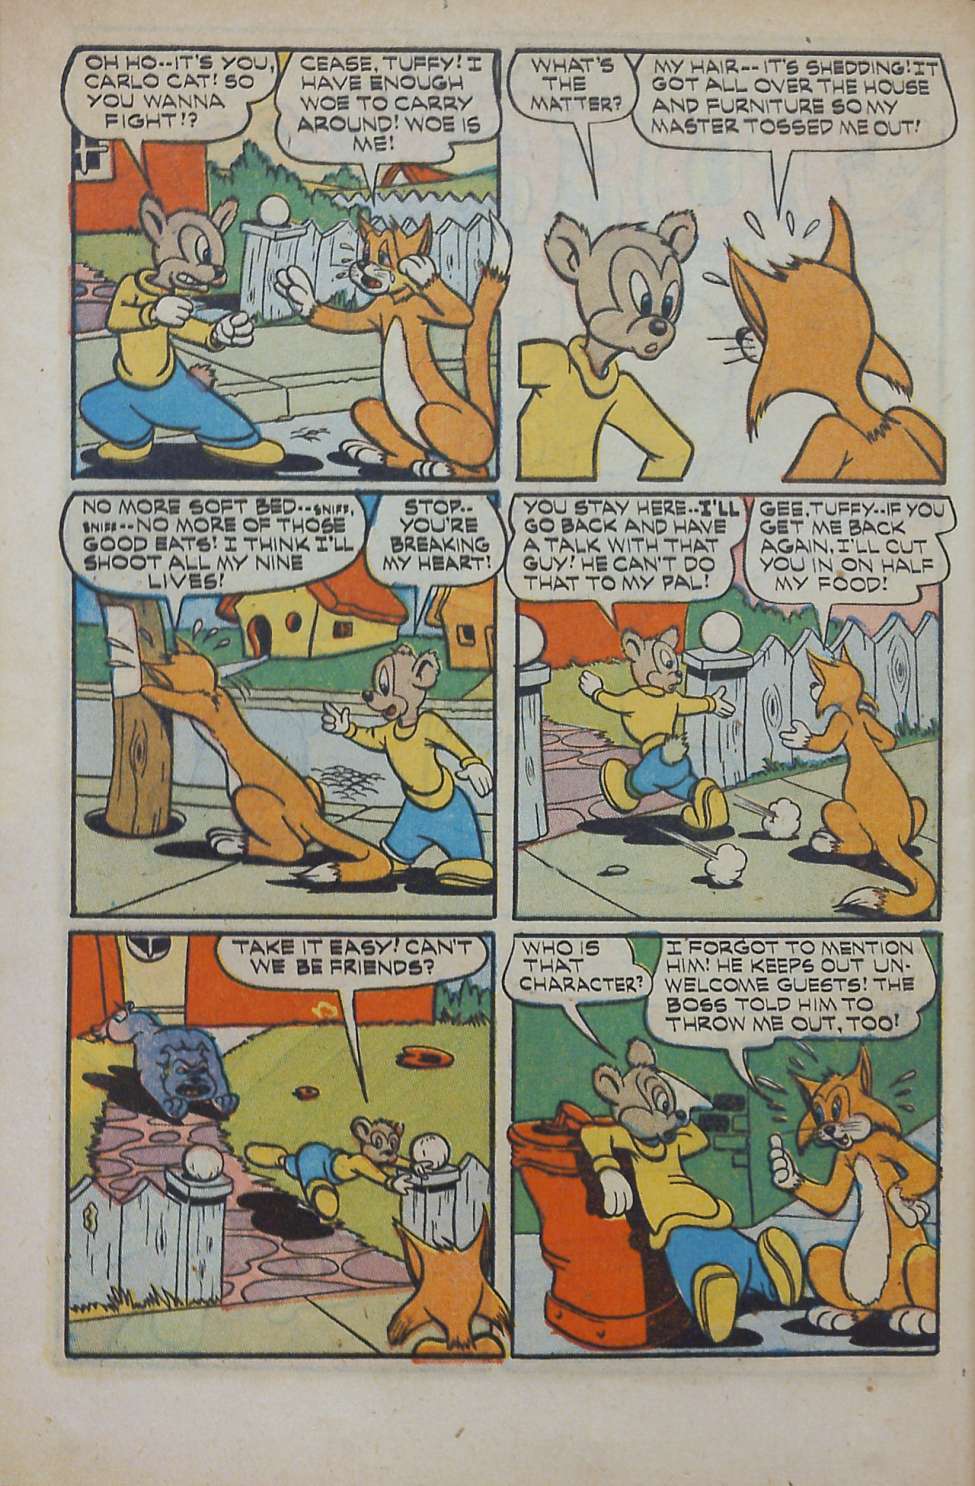 OH HO--IT'S YOU,
CARLO CAT! SO
YOU WANNA
FIGHT!?
CEASE, TUFFY! I
HAVE ENOUGH
WOE TO CARRY
AROUND! WOE IS
ME!
WHAT'S
THE
MATTER?
MY HAIR--IT'S SHEDDING! IT
GOT ALL OVER THE HOUSE
AND FURNITURE SO MY
MASTER TOSSED ME OUT!
NO MORE SOFT BED--SNIFF,
SNIFF--NO MORE OF THOSE
GOOD EATS! I THINK I'LL
SHOOT ALL MY NINE
LIVES!
STOP--
YOU'RE
BREAKING
MY HEART!
YOU STAY HERE--I'LL
GO BACK AND HAVE
A TALK WITH THAT
GUY! HE CAN'T DO
THAT TO MY PAL!
GEE, TUFFY--IF YOU
GET ME BACK
AGAIN, I'LL CUT
YOU IN ON HALF
MY FOOD!
TAKE IT EASY! CAN'T
WE BE FRIENDS?
WHO IS
THAT
CHARACTER?
I FORGOT TO MENTION
HIM! HE KEEPS OUT UN-
WELCOME GUESTS! THE
BOSS TOLD HIM TO
THROW ME OUT, TOO!